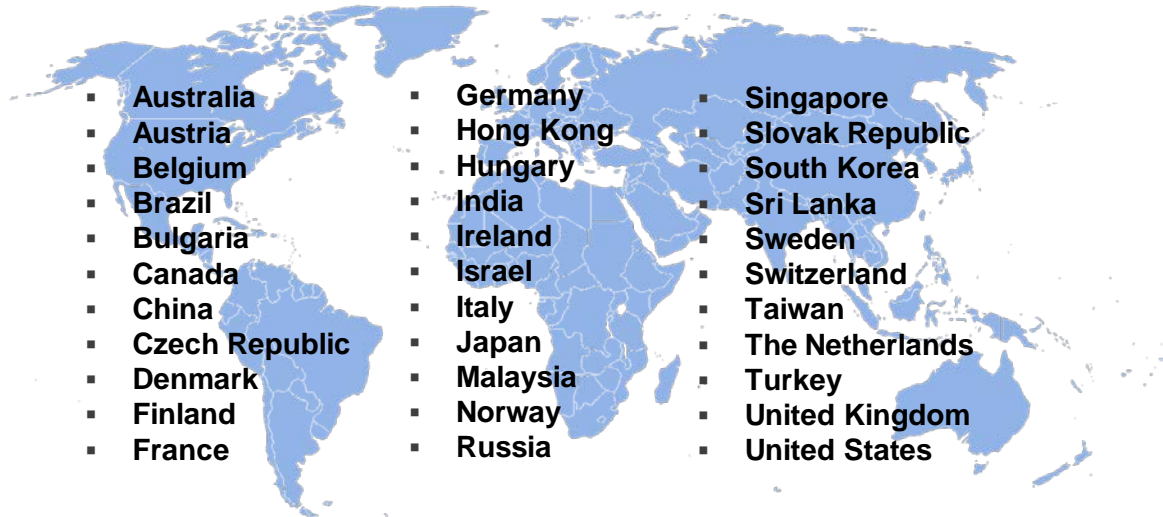 ▪ Australia
▪ Austria
▪ Belgium
▪ Brazil
▪ Bulgaria
▪ Canada
▪ China
▪ Czech Republic
▪ Denmark
▪ Finland
▪ France
▪ Germany
▪ Hong Kong
▪ Hungary
▪ India
▪ Ireland
▪ Israel
▪ Italy
▪ Japan
▪ Malaysia
▪ Norway
▪ Russia
▪ Singapore
▪ Slovak Republic
▪ South Korea
▪ Sri Lanka
▪ Sweden
▪ Switzerland
▪ Taiwan
▪ The Netherlands
▪ Turkey
▪ United Kingdom
▪ United States